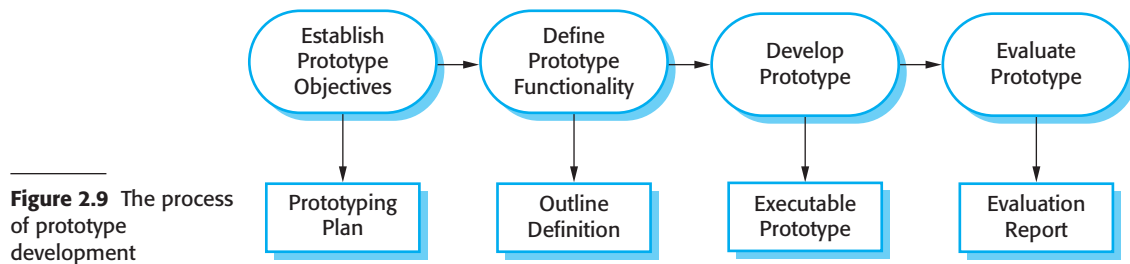 Establish
Prototype
Objectives
Define
Prototype
Functionality
Develop
Prototype
Evaluate
Prototype
Prototyping
Plan
Outline
Definition
Executable
Prototype
Evaluation
Report
Figure 2.9 The process
of prototype
development